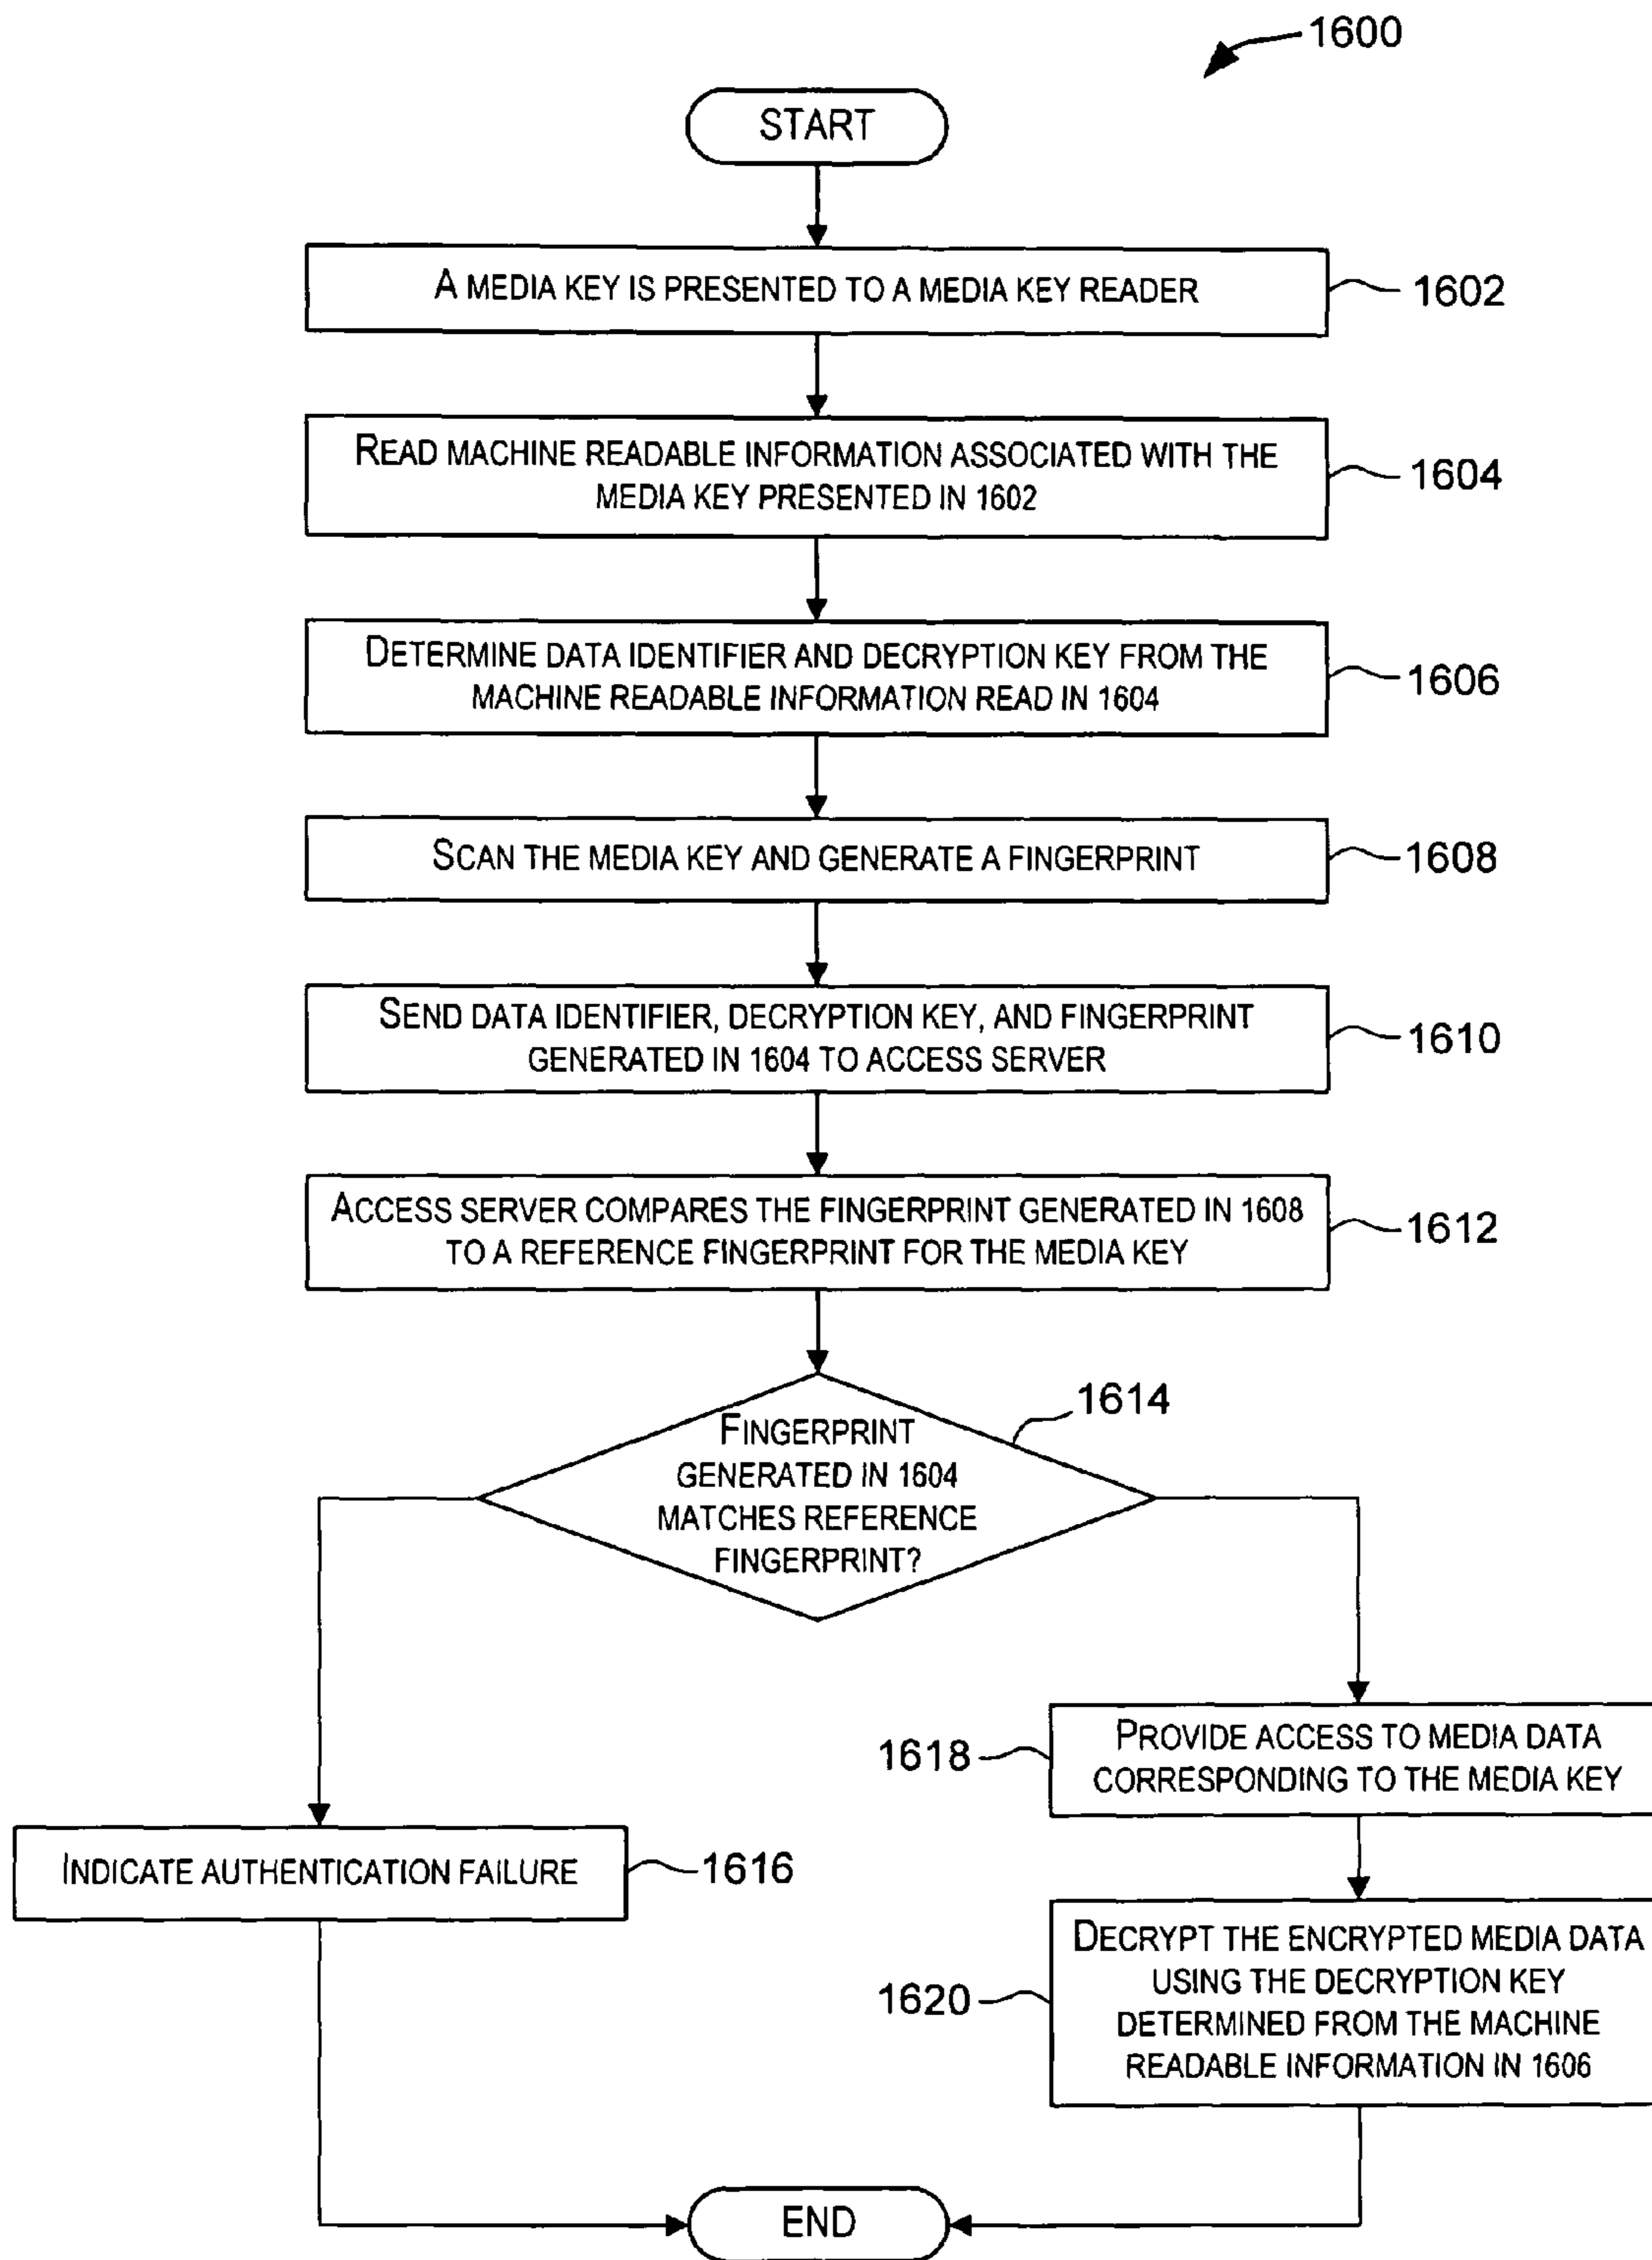 1600
START
A MEDIA KEY IS PRESENTED TO A MEDIA KEY READER
1602
READ MACHINE READABLE INFORMATION ASSOCIATED WITH THE
MEDIA KEY PRESENTED IN 1602
1604
DETERMINE DATA IDENTIFIER AND DECRYPTION KEY FROM THE
MACHINE READABLE INFORMATION READ IN 1604
1606
SCAN THE MEDIA KEY AND GENERATE A FINGERPRINT
1608
SEND DATA IDENTIFIER, DECRYPTION KEY, AND FINGERPRINT
GENERATED IN 1604 TO ACCESS SERVER
1610
ACCESS SERVER COMPARES THE FINGERPRINT GENERATED IN 1608
TO A REFERENCE FINGERPRINT FOR THE MEDIA KEY
1612
1614
FINGERPRINT
GENERATED IN 1604
MATCHES REFERENCE
FINGERPRINT?
1618
PROVIDE ACCESS TO MEDIA DATA
CORRESPONDING TO THE MEDIA KEY
INDICATE AUTHENTICATION FAILURE
1616
1620
DECRYPT THE ENCRYPTED MEDIA DATA
USING THE DECRYPTION KEY
DETERMINED FROM THE MACHINE
READABLE INFORMATION IN 1606
END